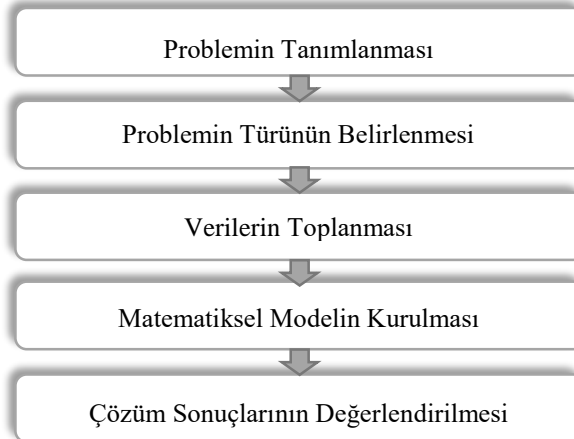 Problemin Tanımlanması
Problemin Türünün Belirlenmesi
Verilerin Toplanması
Matematiksel Modelin Kurulması
Çözüm Sonuçlarının Değerlendirilmesi